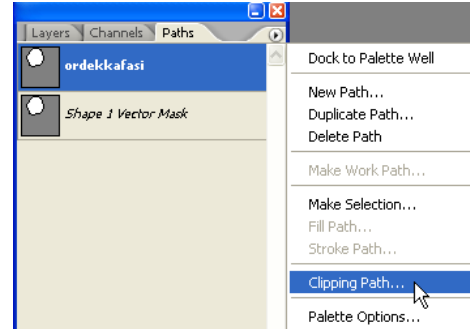 Layers Channels Paths
ordekkafasi
Shape 1 Vector Mask
Dock to Palette Well
New Path...
Duplicate Path...
Delete Path
Make Work Path...
Make Selection...
Fill Path...
Stroke Path...
Clipping Path...
Palette Options...